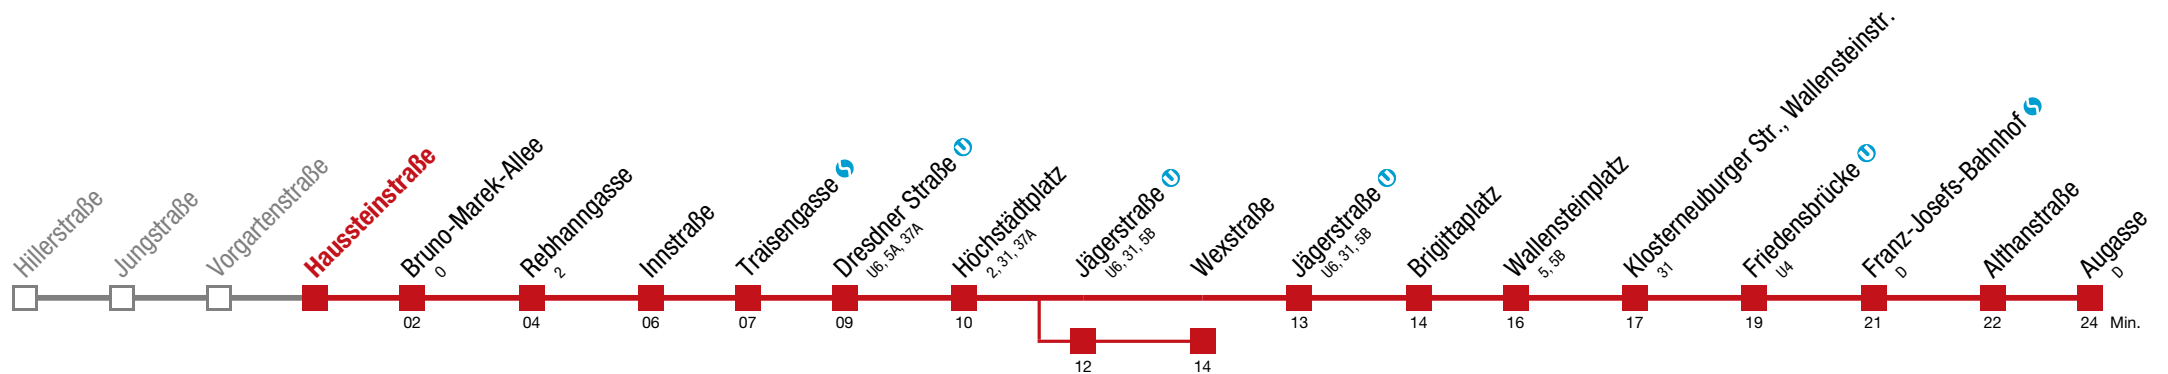 Hillerstraße
Jungstraße
Vorgartenstraße
Haussteinstraße
Bruno-Marek-Allee
O
02
Rebhanngasse
2
04
Innstraße
06
Traisengasse
07
Dresdner Straße U
U6, 5A, 37A
09
Höchstädtplatz
2, 31, 37A
10
Jägerstraße U
U6, 31, 5B
12
Wexstraße
14
Jägerstraße U
U6, 31, 5B
13
Brigittaplatz
14
Wallensteinplatz
5, 5B
16
Klosterneuburger Str., Wallensteinstr.
31
17
Friedensbrücke U
U4
19
Franz-Josefs-Bahnhof
D
21
Althanstraße
22
Augasse
D
24 Min.